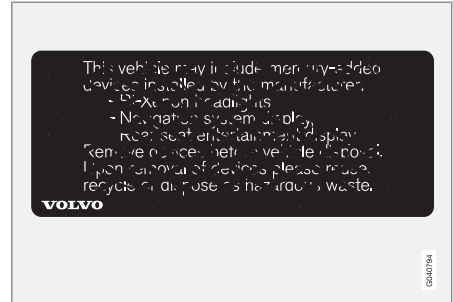 This vehicle may include mercury-added
devices installed by the manufacturer:
- Bi-Xenon headlights
- Navigation system display,
- Rear seat entertainment display
Remove devices before vehicle disposal.
Upon removal of devices please reuse,
recycle or dispose as hazardous waste.
VOLVO
G040794